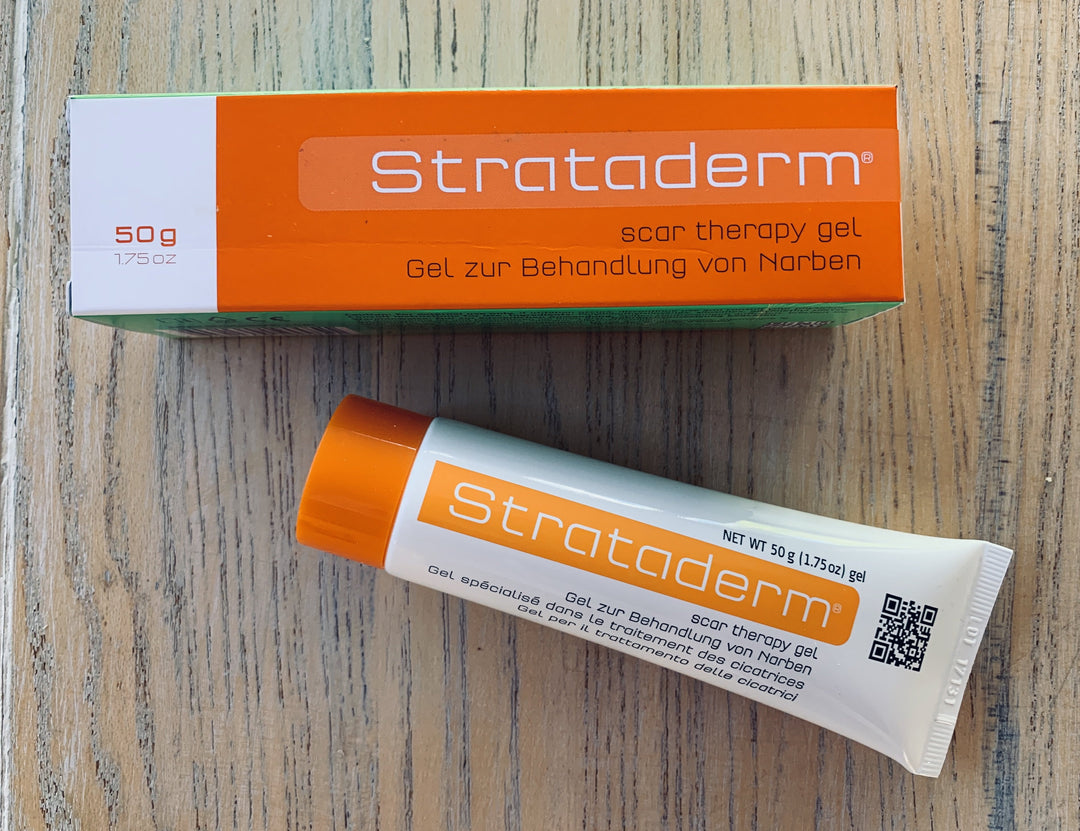 Strataderm®
50g
1.75 oz
scar therapy gel
Gel zur Behandlung von Narben
NET WT 50 g (1.75 oz) gel
Strataderm®
scar therapy gel
Gel zur Behandlung von Narben
Gel spécialisé dans le traitement des cicatrices
Gel per il trattamento delle cicatrici